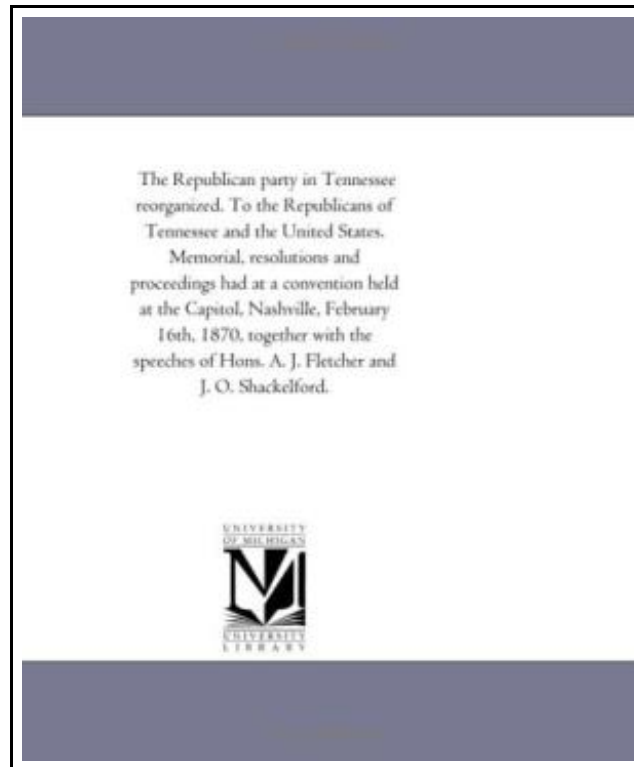 The Republican party in Tennessee
reorganized. To the Republicans of
Tennessee and the United States.
Memorial, resolutions and
proceedings had at a convention held
at the Capitol, Nashville, February
16th, 1870, together with the
speeches of Hons. A. J. Fletcher and
J. O. Shackelford.
UNIVERSITY
OF MICHIGAN
UNIVERSITY
LIBRARY